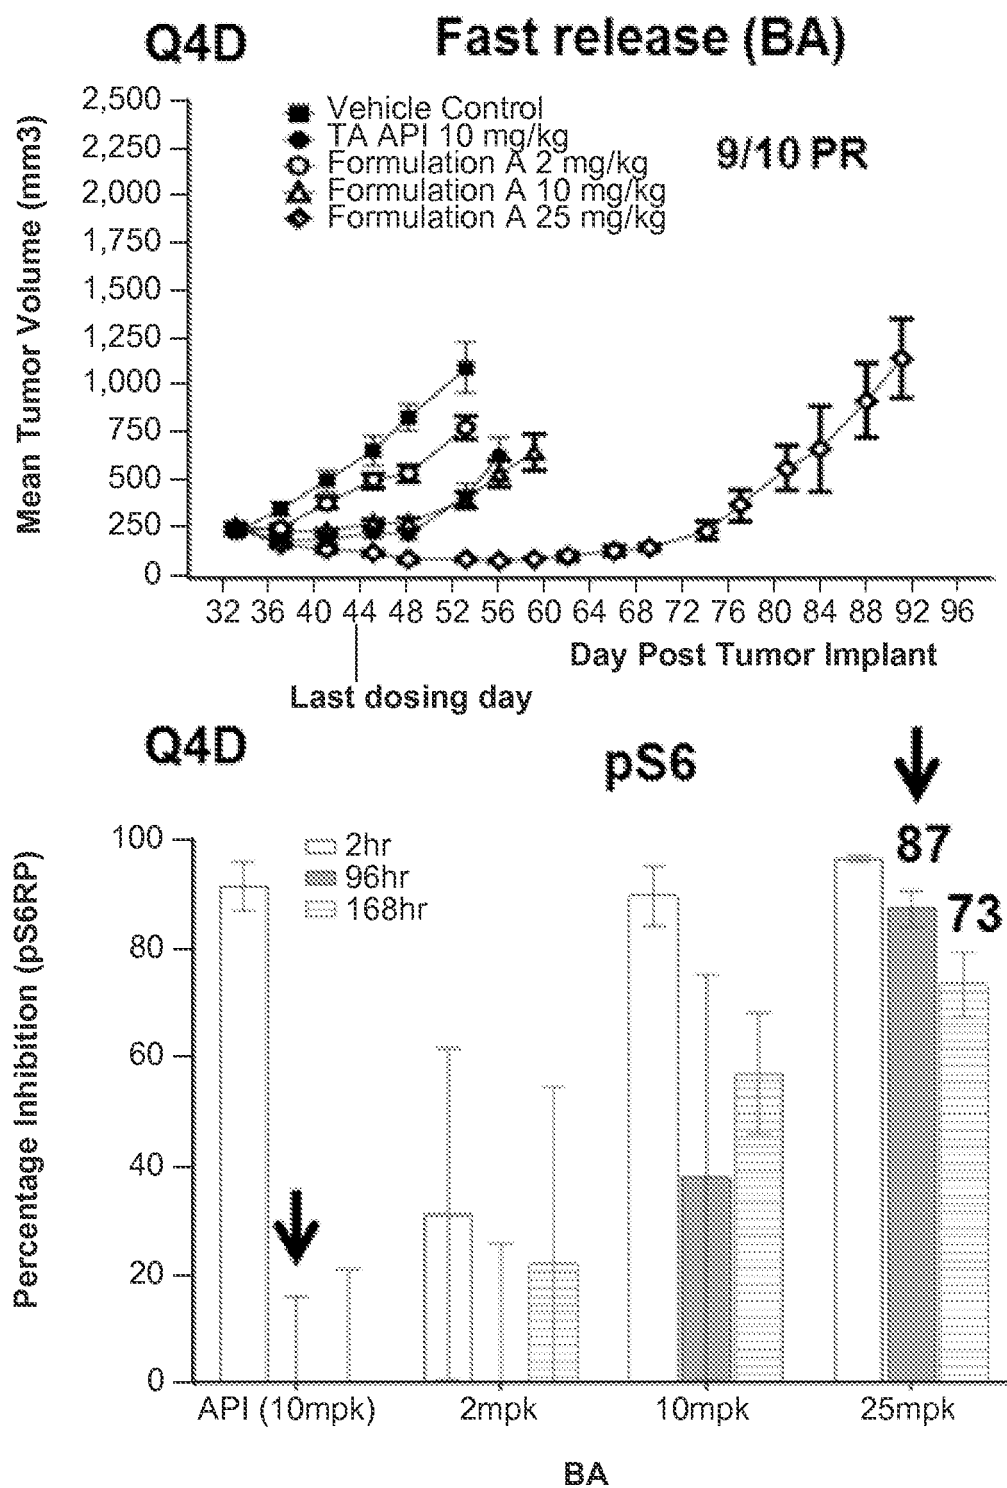 Q4D
Fast release (BA)
Mean Tumor Volume (mm3)
2,500
2,250
2,000
1,750
1,500
1,250
1,000
750
500
250
0
Vehicle Control
TA API 10 mg/kg
Formulation A 2 mg/kg
Formulation A 10 mg/kg
Formulation A 25 mg/kg
9/10 PR
32 36 40 44 48 52 56 60 64 68 72 76 80 84 88 92 96
Day Post Tumor Implant
Last dosing day
Q4D
pS6
Percentage Inhibition (pS6RP)
100
80
60
40
20
0
2hr
96hr
168hr
87
73
API (10mpk) 2mpk 10mpk 25mpk
BA